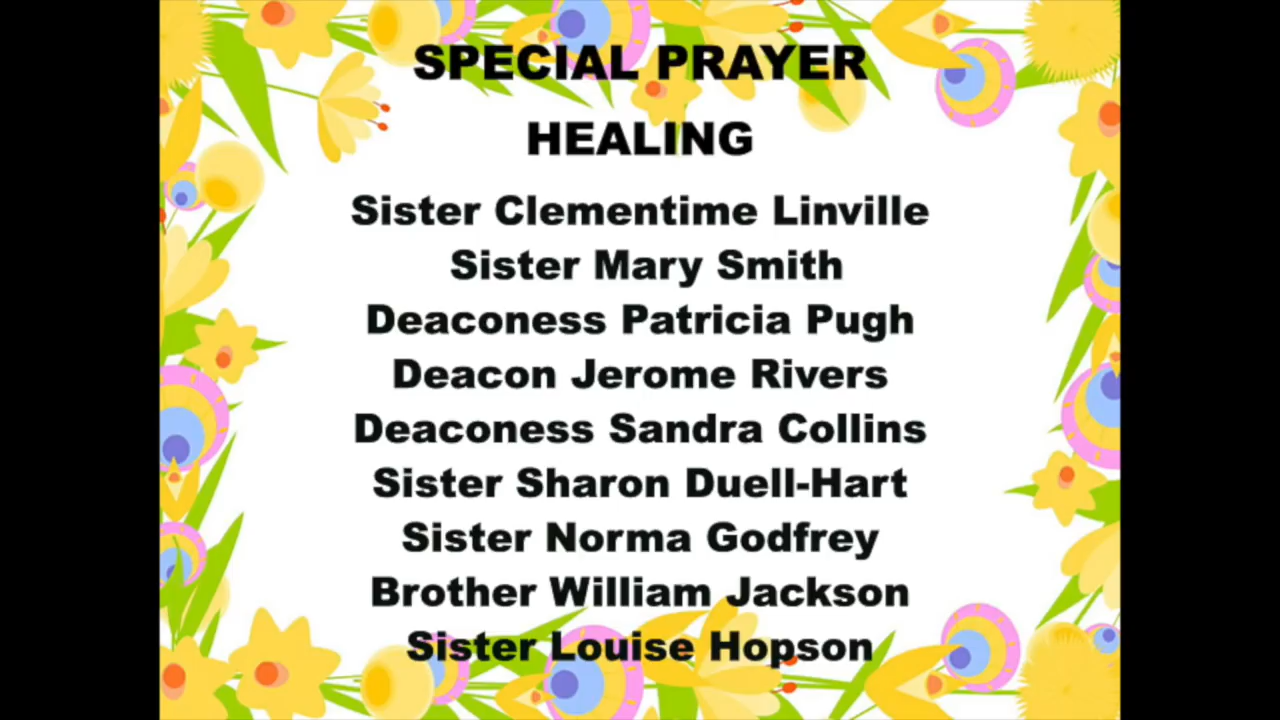 SPECIAL PRAYER
HEALING
Sister Clementime Linville
Sister Mary Smith
Deaconess Patricia Pugh
Deacon Jerome Rivers
Deaconess Sandra Collins
Sister Sharon Duell-Hart
Sister Norma Godfrey
Brother William Jackson
Sister Louise Hopson